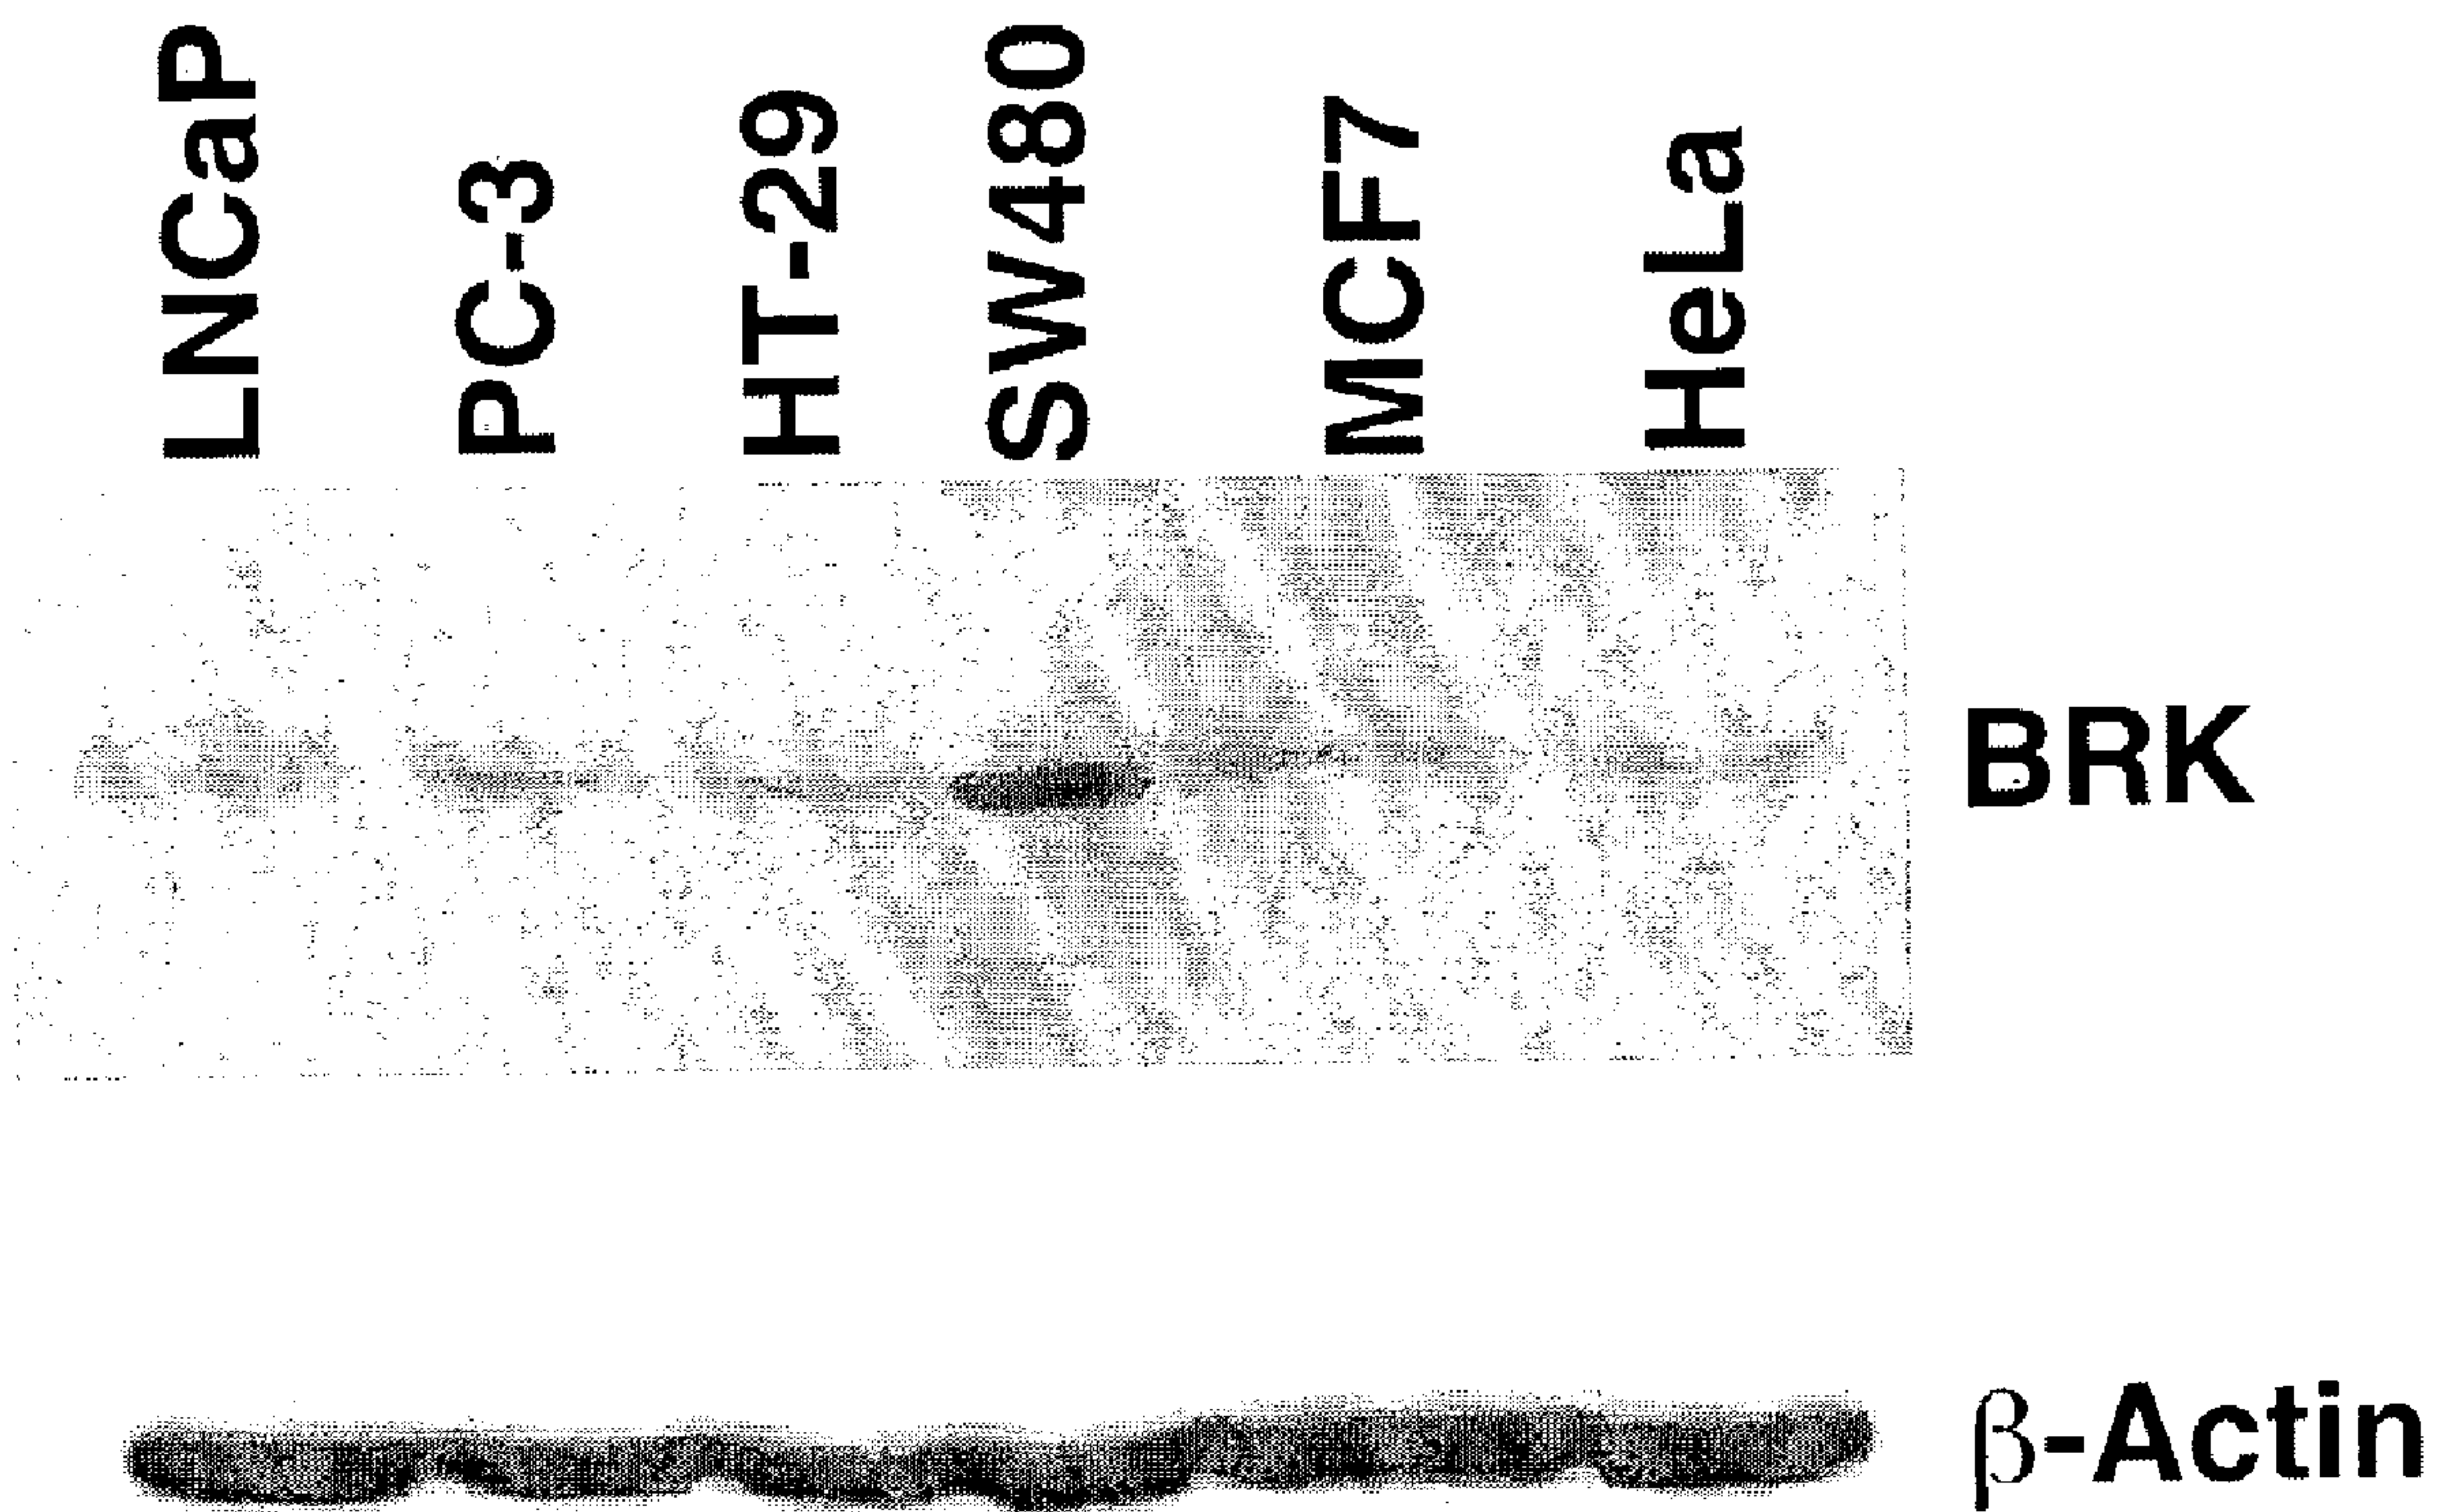 LNCaP
PC-3
HT-29
SW480
MCF7
HeLa
BRK
β-Actin